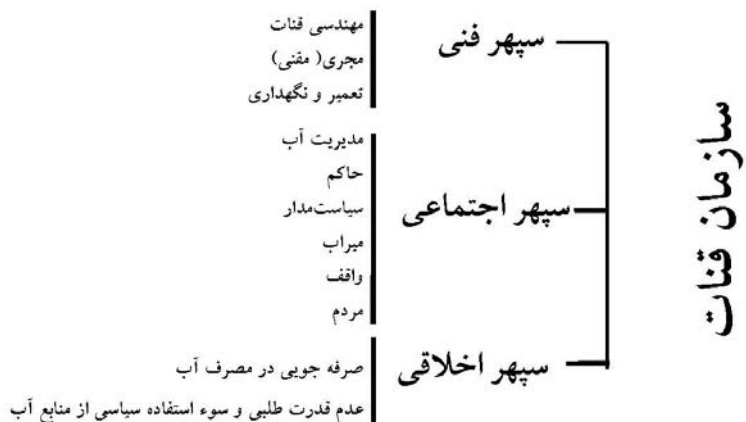 سازمان قنات
سپهر فنی
مهندسی قنات
مجری( مقنی)
تعمیر و نگهداری
سپهر اجتماعی
مدیریت آب
حاکم
سیاست‌مدار
میراب
واقف
مردم
سپهر اخلاقی
صرفه جویی در مصرف آب
عدم قدرت طلبی و سوء استفاده سیاسی از منابع آب